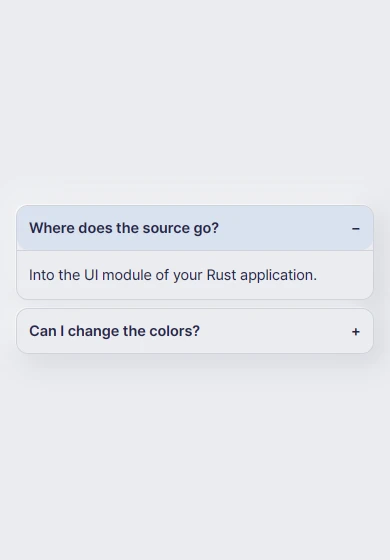 Where does the source go? −
Into the UI module of your Rust application.
Can I change the colors? +